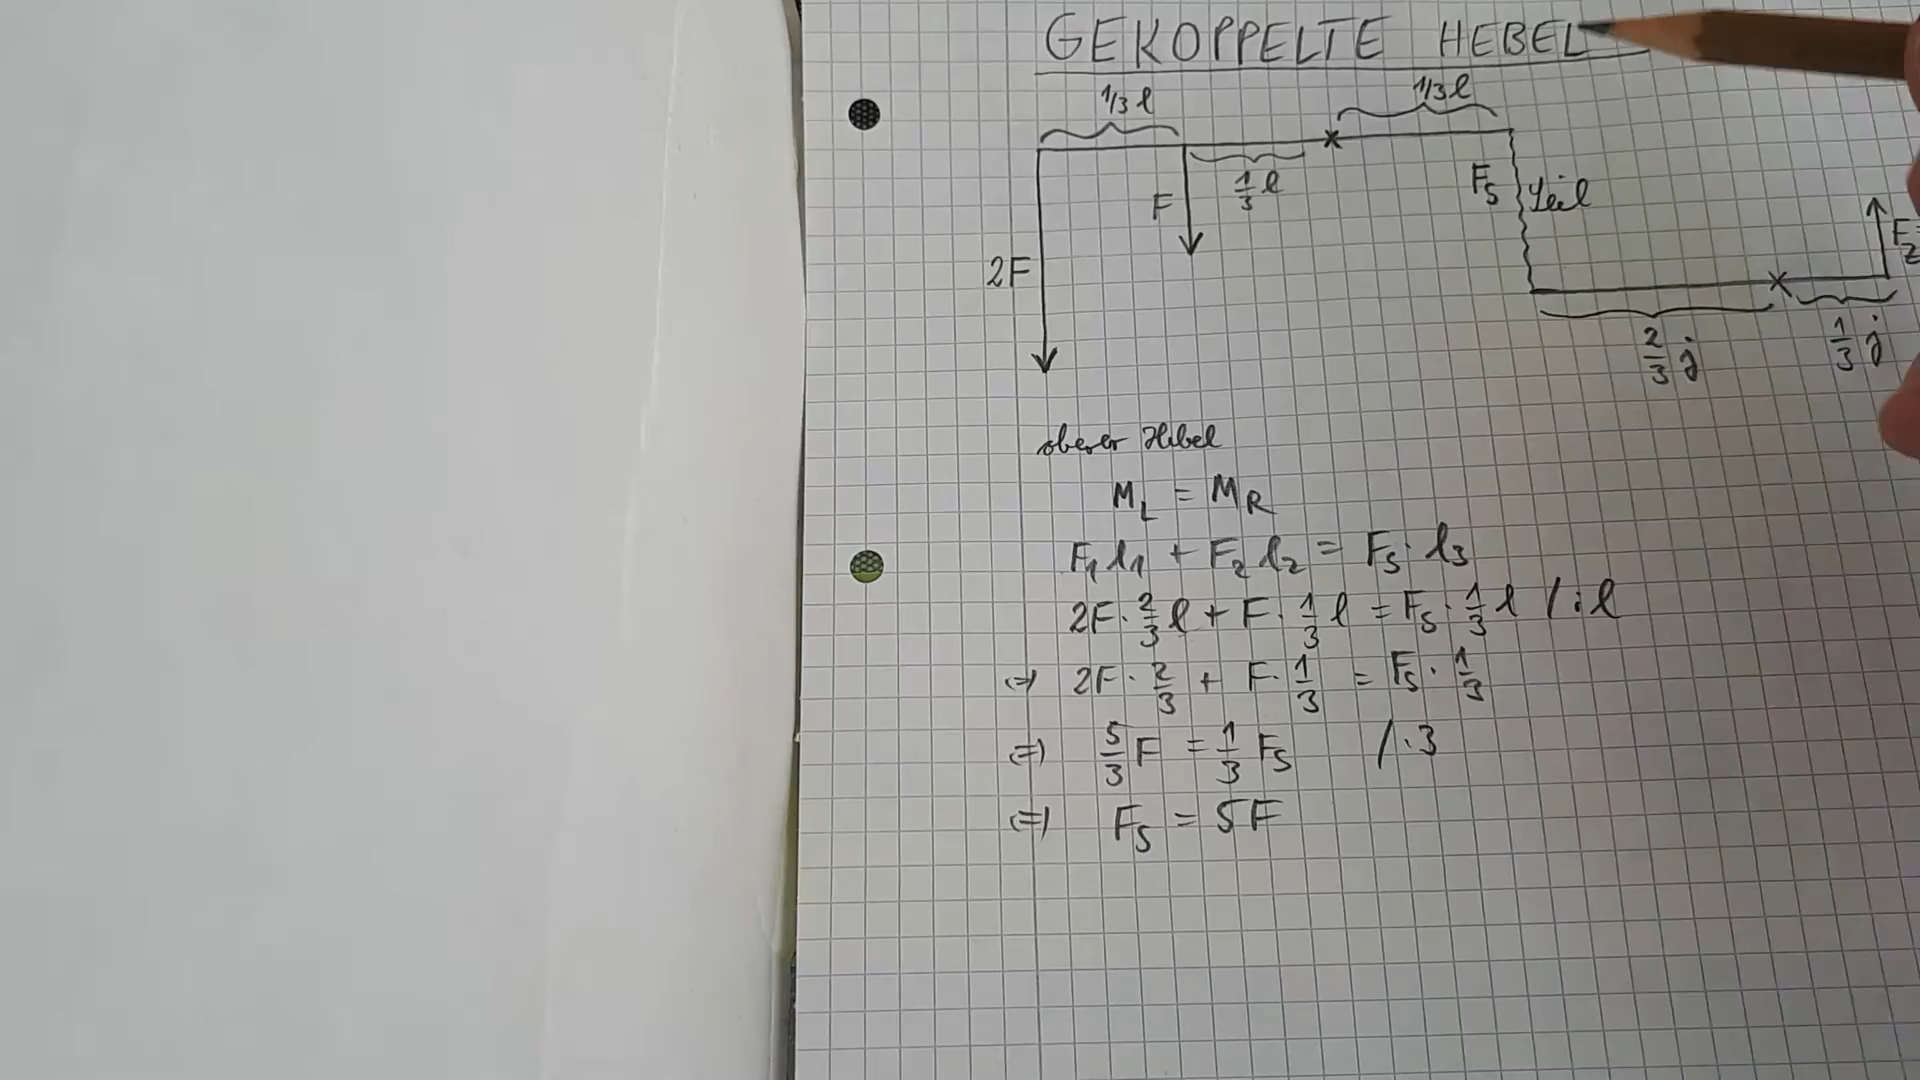 GEKOPPELTE HEBEL
1/3 l
1/3 l
1/3 l
F
F_S
Seil
2F
F_2
2/3 j
1/3 j
oberer Hebel
M_L = M_R
F_1 l_1 + F_2 l_2 = F_S · l_3
2F · 2/3 l + F · 1/3 l = F_S · 1/3 l /: l
⇔ 2F · 2/3 + F · 1/3 = F_S · 1/3
⇔ 5/3 F = 1/3 F_S /·3
⇔ F_S = 5F